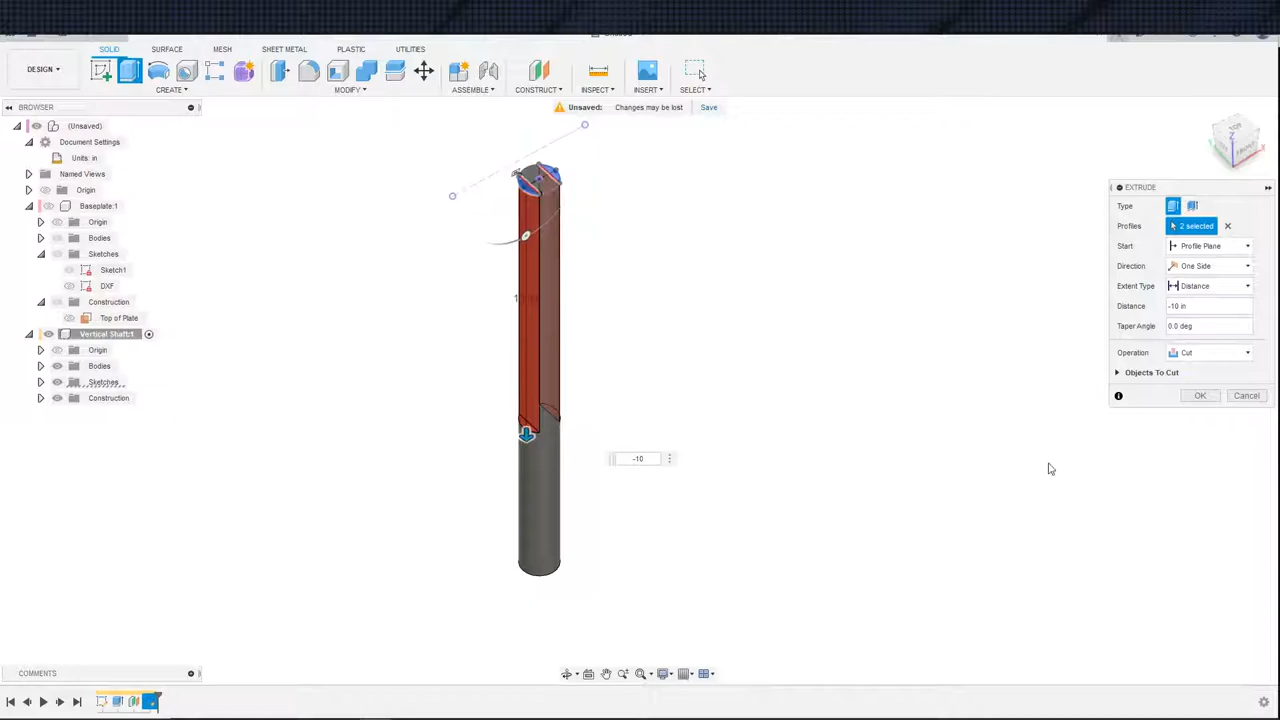 SOLID SURFACE MESH SHEET METAL PLASTIC UTILITIES
DESIGN
CREATE MODIFY ASSEMBLE CONSTRUCT INSPECT INSERT SELECT
BROWSER
Unsaved: Changes may be lost Save
(Unsaved)
Document Settings
Units: in
Named Views
Origin
Baseplate:1
Origin
Bodies
Sketches
Sketch1
DXF
Construction
Top of Plate
Vertical Shaft:1
Origin
Bodies
Sketches
Construction
TOP
FRONT
Z
X
EXTRUDE
Type
Profiles 2 selected
Start Profile Plane
Direction One Side
Extent Type Distance
Distance -10 in
Taper Angle 0.0 deg
Operation Cut
Objects To Cut
OK Cancel
-10
COMMENTS